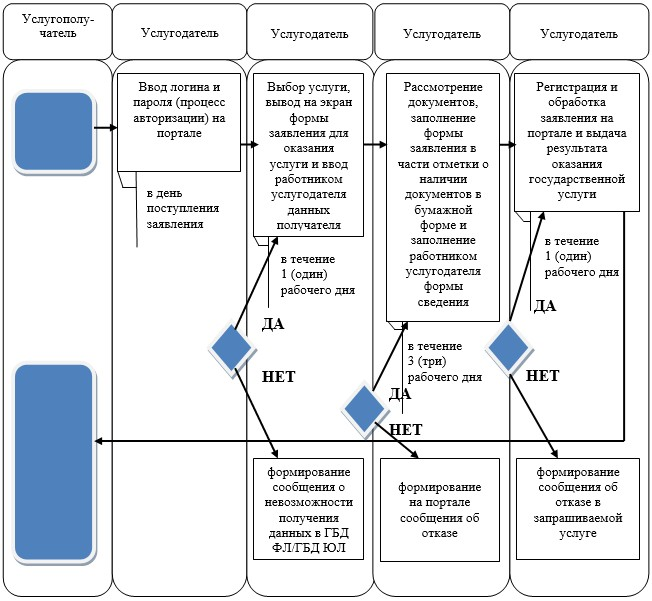 Услугополу-
чатель
Услугодатель
Услугодатель
Услугодатель
Услугодатель
Ввод логина и
пароля (процесс
авторизации) на
портале
в день
поступления
заявления
Выбор услуги,
вывод на экран
формы
заявления для
оказания
услуги и ввод
работником
услугодателя
данных
получателя
в течение
1 (один)
рабочего дня
Рассмотрение
документов,
заполнение
формы
заявления в
части отметки о
наличии
документов в
бумажной
форме и
заполнение
работником
услугодателя
формы
сведения
в течение
3 (три)
рабочего дня
Регистрация и
обработка
заявления на
портале и выдача
результата
оказания
государственной
услуги
в течение
1 (один)
рабочего дня
ДА
НЕТ
ДА
НЕТ
ДА
НЕТ
формирование
сообщения о
невозможности
получения
данных в ГБД
ФЛ/ГБД ЮЛ
формирование
на портале
сообщения об
отказе
формирование
сообщения об
отказе в
запрашиваемой
услуге